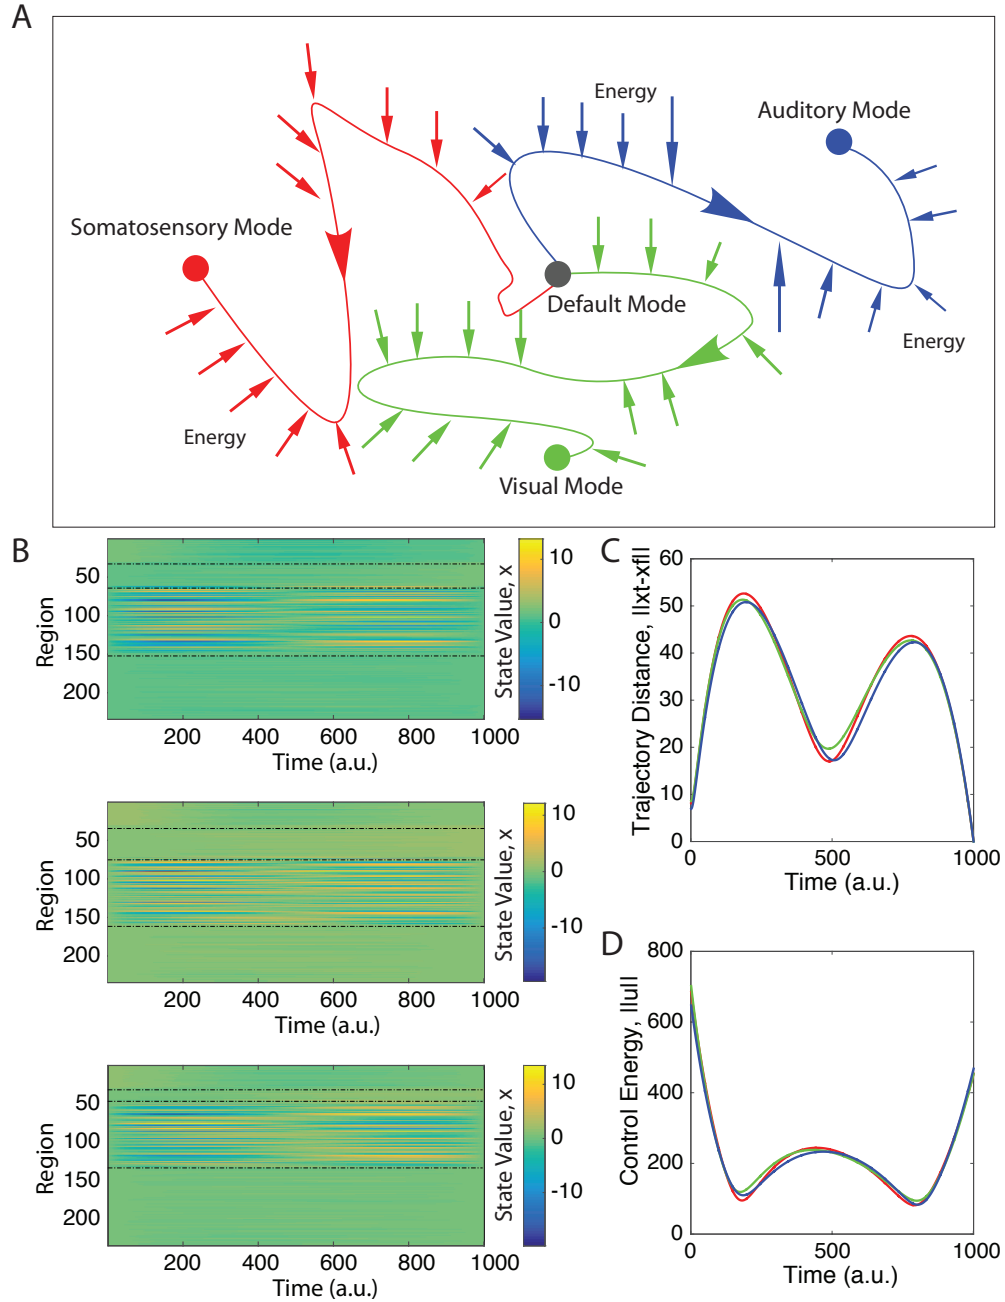 A
Energy
Auditory Mode
Somatosensory Mode
Default Mode
Energy
Energy
Visual Mode
B
50
100
150
200
Region
200 400 600 800 1000
Time (a.u.)
10
0
-10
State Value, x
50
100
150
200
Region
200 400 600 800 1000
Time (a.u.)
10
0
-10
State Value, x
50
100
150
200
Region
200 400 600 800 1000
Time (a.u.)
10
0
-10
State Value, x
C
60
50
40
30
20
10
0
Trajectory Distance, ||xt-xf||
0 500 1000
Time (a.u.)
D
800
600
400
200
0
Control Energy, ||u||
0 500 1000
Time (a.u.)